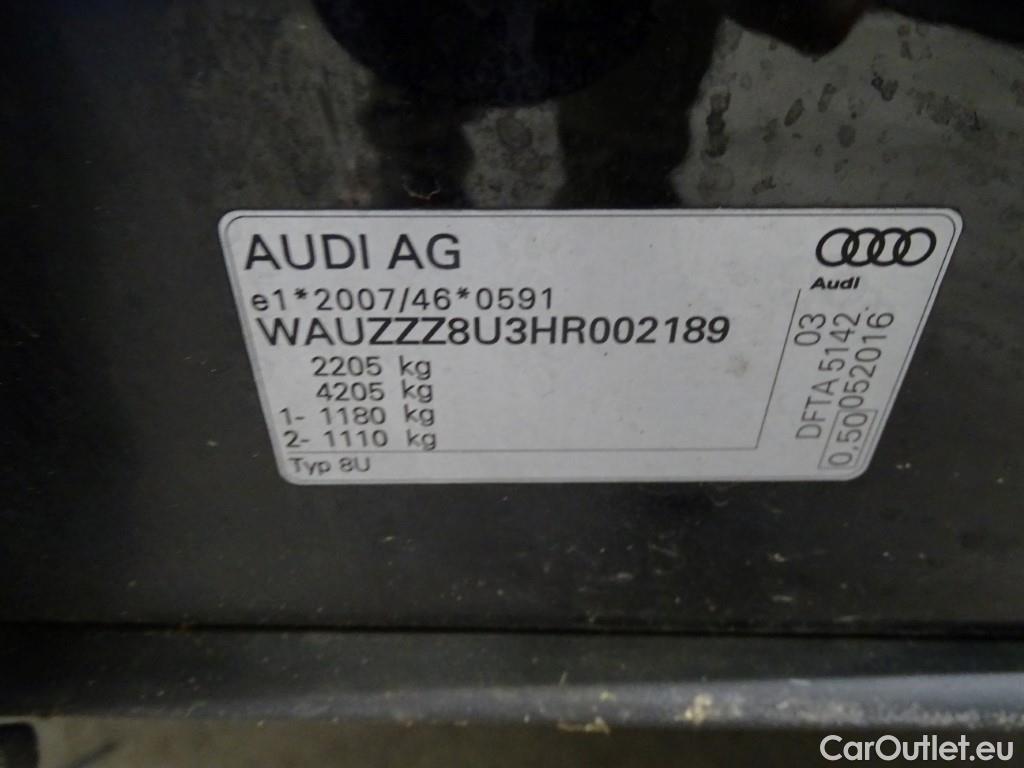 AUDI AG
e1*2007/46*0591
WAUZZZ8U3HR002189
2205 kg
4205 kg
1- 1180 kg
2- 1110 kg
Typ 8U
Audi
03
DFTA 5142
0,50 052016
CarOutlet.eu